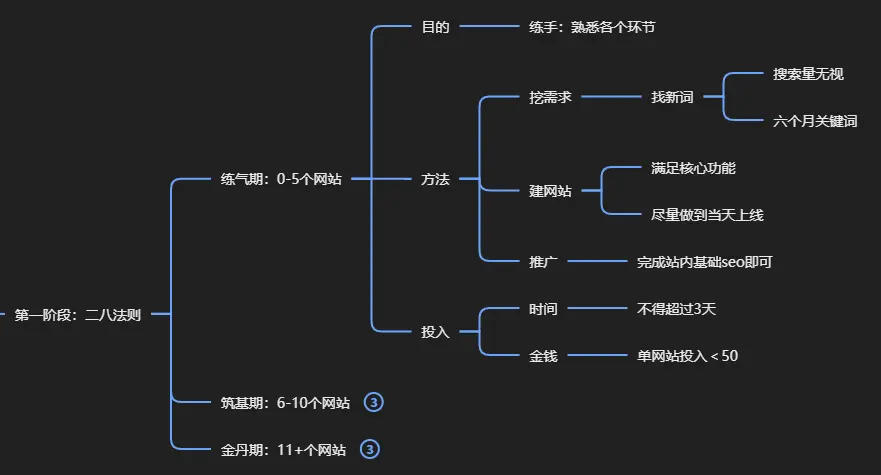 第一阶段：二八法则
练气期：0-5个网站
目的
练手：熟悉各个环节
方法
挖需求
找新词
搜索量无视
六个月关键词
建网站
满足核心功能
尽量做到当天上线
推广
完成站内基础seo即可
投入
时间
不得超过3天
金钱
单网站投入＜50
筑基期：6-10个网站 3
金丹期：11+个网站 3